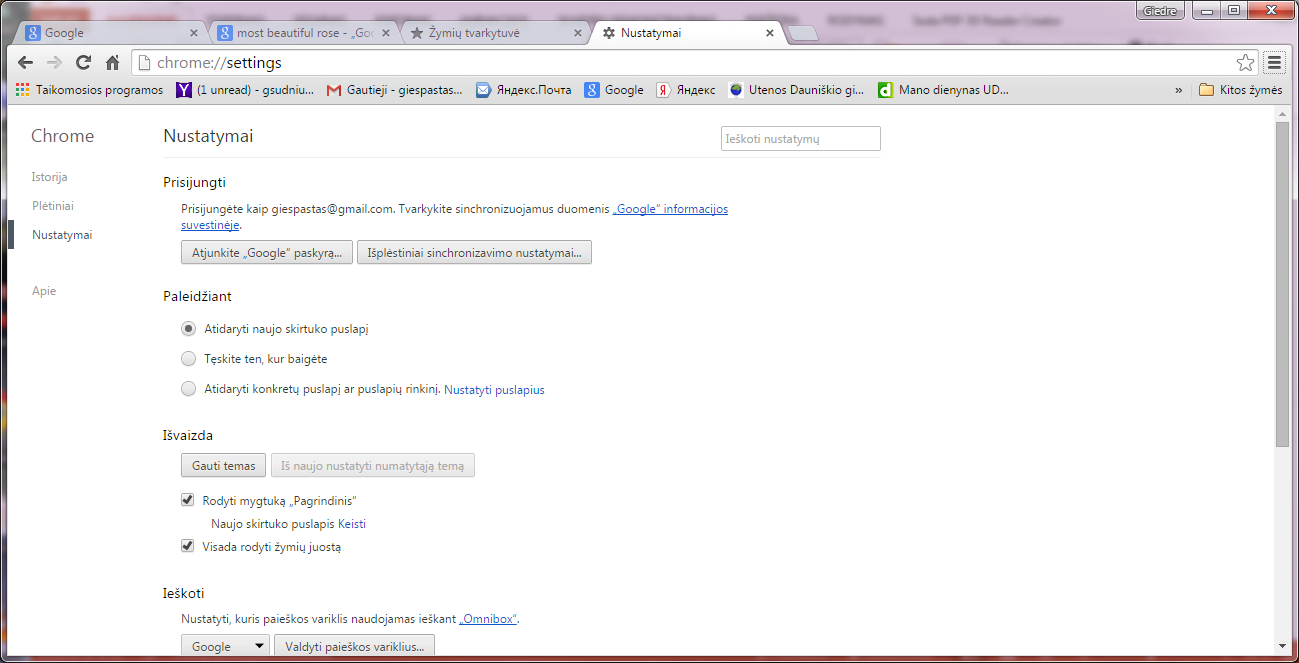 Giedre
Google
most beautiful rose - „Goo
Žymių tvarkytuvė
Nustatymai
chrome://settings
Taikomosios programos
(1 unread) - gsudniu...
Gautieji - giespastas...
Яндекс.Почта
Google
Яндекс
Utenos Dauniškio gi...
Mano dienynas UD...
»
Kitos žymės
Chrome
Istorija
Plėtiniai
Nustatymai
Apie
Nustatymai
Ieškoti nustatymų
Prisijungti
Prisijungėte kaip giespastas@gmail.com. Tvarkykite sinchronizuojamus duomenis „Google“ informacijos
suvestinėje.
Atjunkite „Google“ paskyrą...
Išplėstiniai sinchronizavimo nustatymai...
Paleidžiant
Atidaryti naujo skirtuko puslapį
Tęskite ten, kur baigėte
Atidaryti konkretų puslapį ar puslapių rinkinį. Nustatyti puslapius
Išvaizda
Gauti temas
Iš naujo nustatyti numatytąją temą
Rodyti mygtuką „Pagrindinis“
Naujo skirtuko puslapis Keisti
Visada rodyti žymių juostą
Ieškoti
Nustatyti, kuris paieškos variklis naudojamas ieškant „Omnibox“.
Google
Valdyti paieškos variklius...